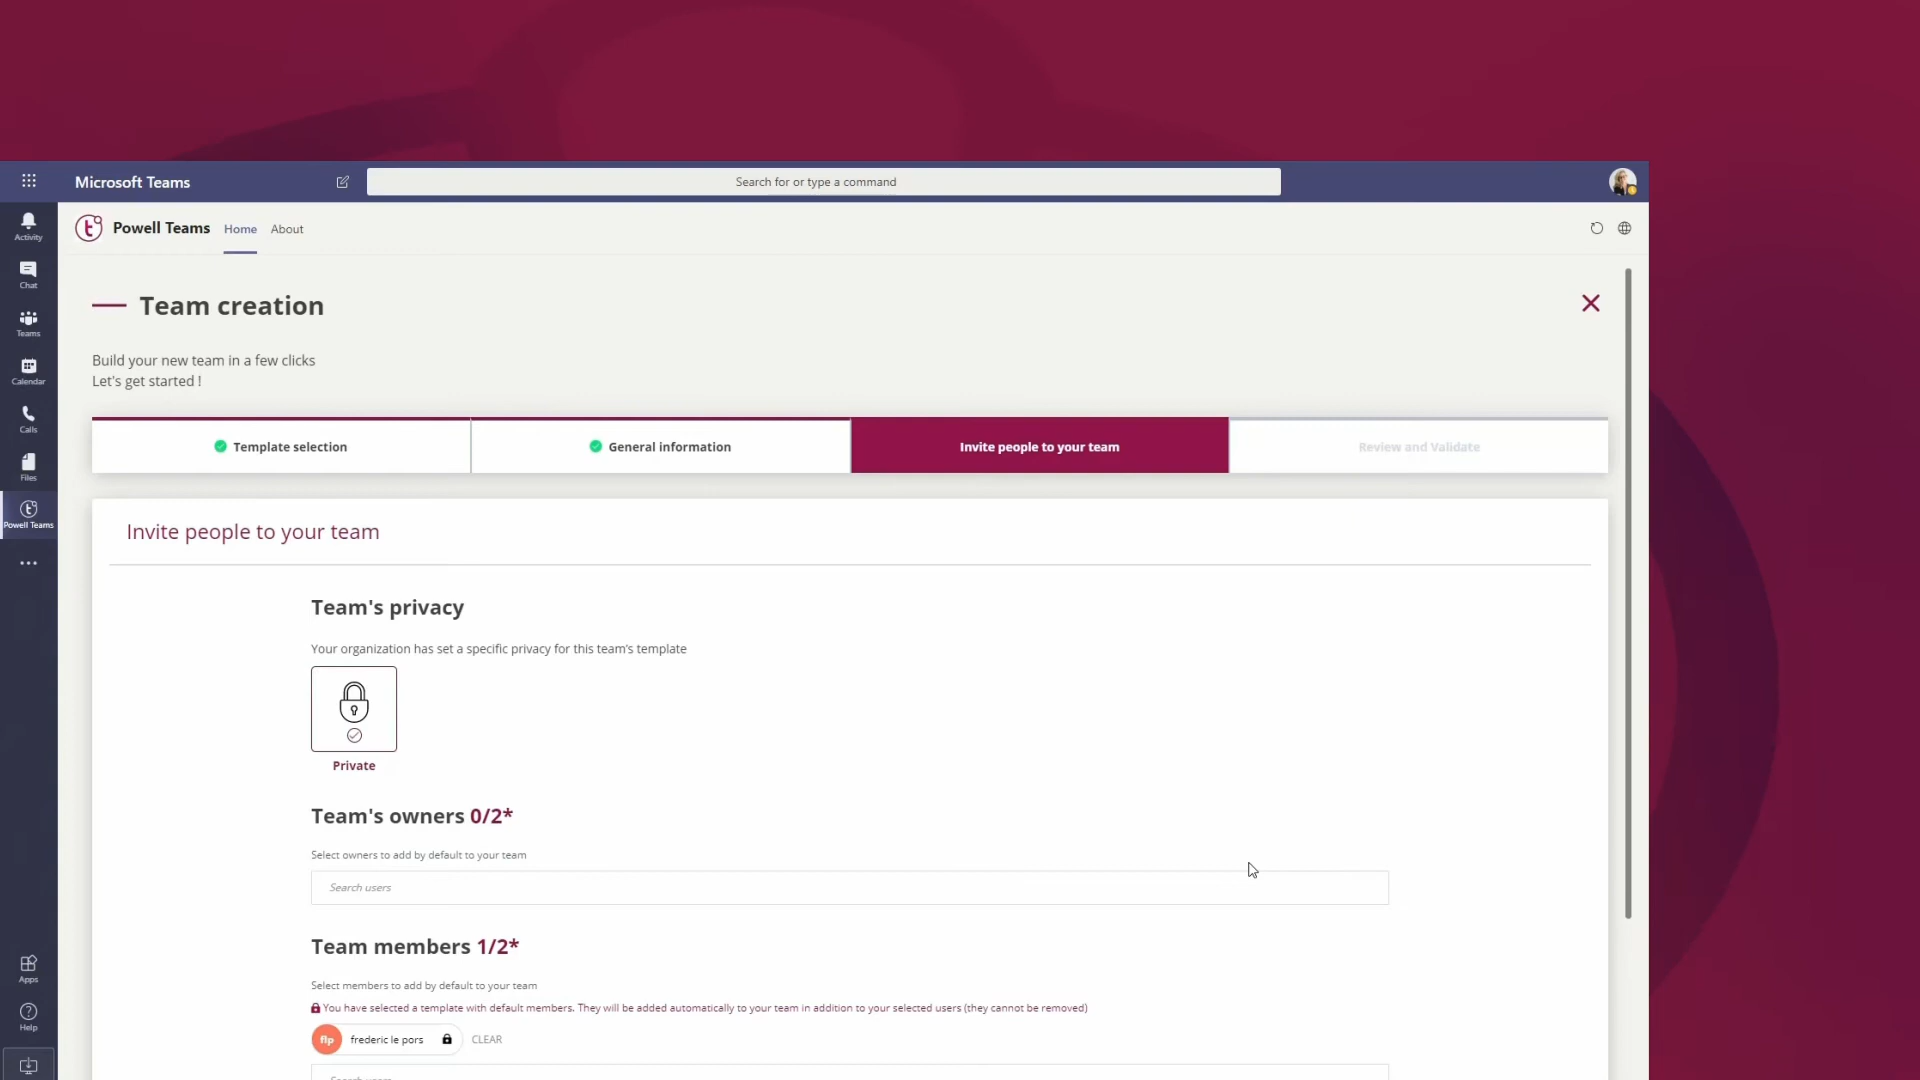 Microsoft Teams
Search for or type a command
Activity
Chat
Teams
Calendar
Calls
Files
Powell Teams
Apps
Help
Powell Teams
Home
About
Team creation
Build your new team in a few clicks
Let's get started !
Template selection
General information
Invite people to your team
Review and Validate
Invite people to your team
Team's privacy
Your organization has set a specific privacy for this team's template
Private
Team's owners 0/2*
Select owners to add by default to your team
Search users
Team members 1/2*
Select members to add by default to your team
You have selected a template with default members. They will be added automatically to your team in addition to your selected users (they cannot be removed)
flp
frederic le pors
CLEAR
Search users